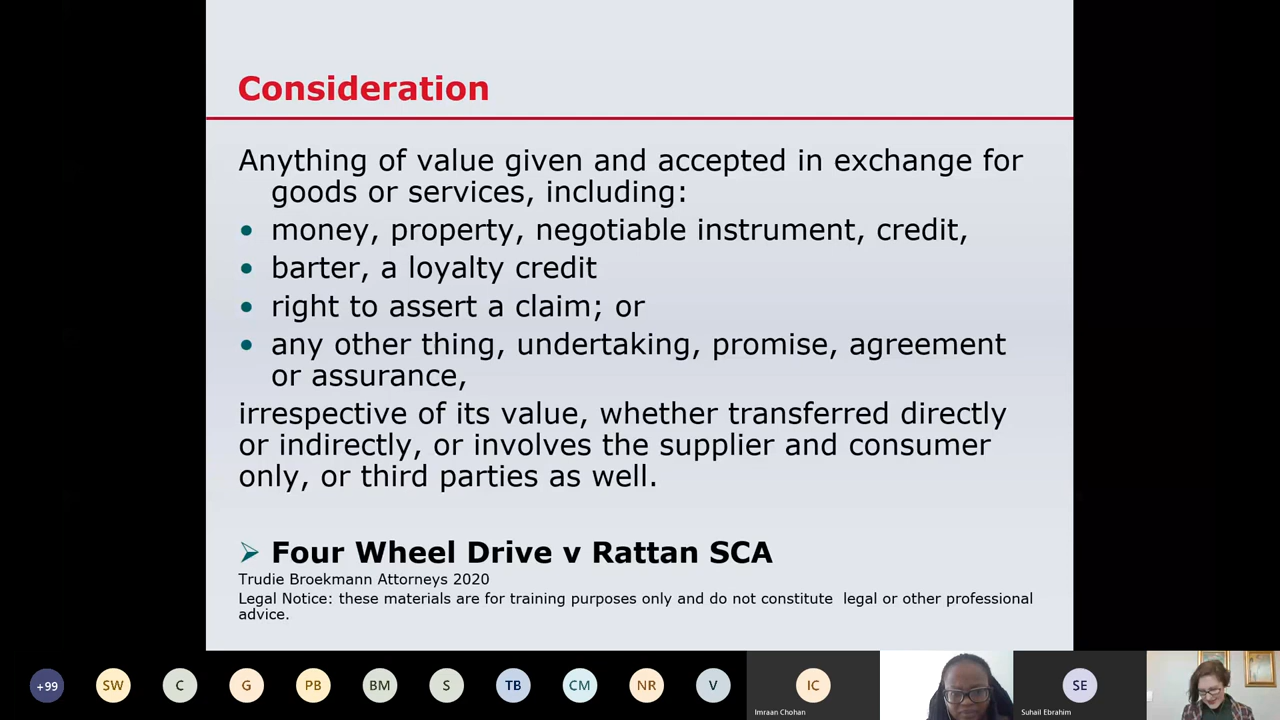 Consideration
Anything of value given and accepted in exchange for
goods or services, including:
• money, property, negotiable instrument, credit,
• barter, a loyalty credit
• right to assert a claim; or
• any other thing, undertaking, promise, agreement
or assurance,
irrespective of its value, whether transferred directly
or indirectly, or involves the supplier and consumer
only, or third parties as well.
➢ Four Wheel Drive v Rattan SCA
Trudie Broekmann Attorneys 2020
Legal Notice: these materials are for training purposes only and do not constitute legal or other professional
advice.
+99 SW C G PB BM S TB CM NR V IC SE
Imraan Chohan Suhail Ebrahim